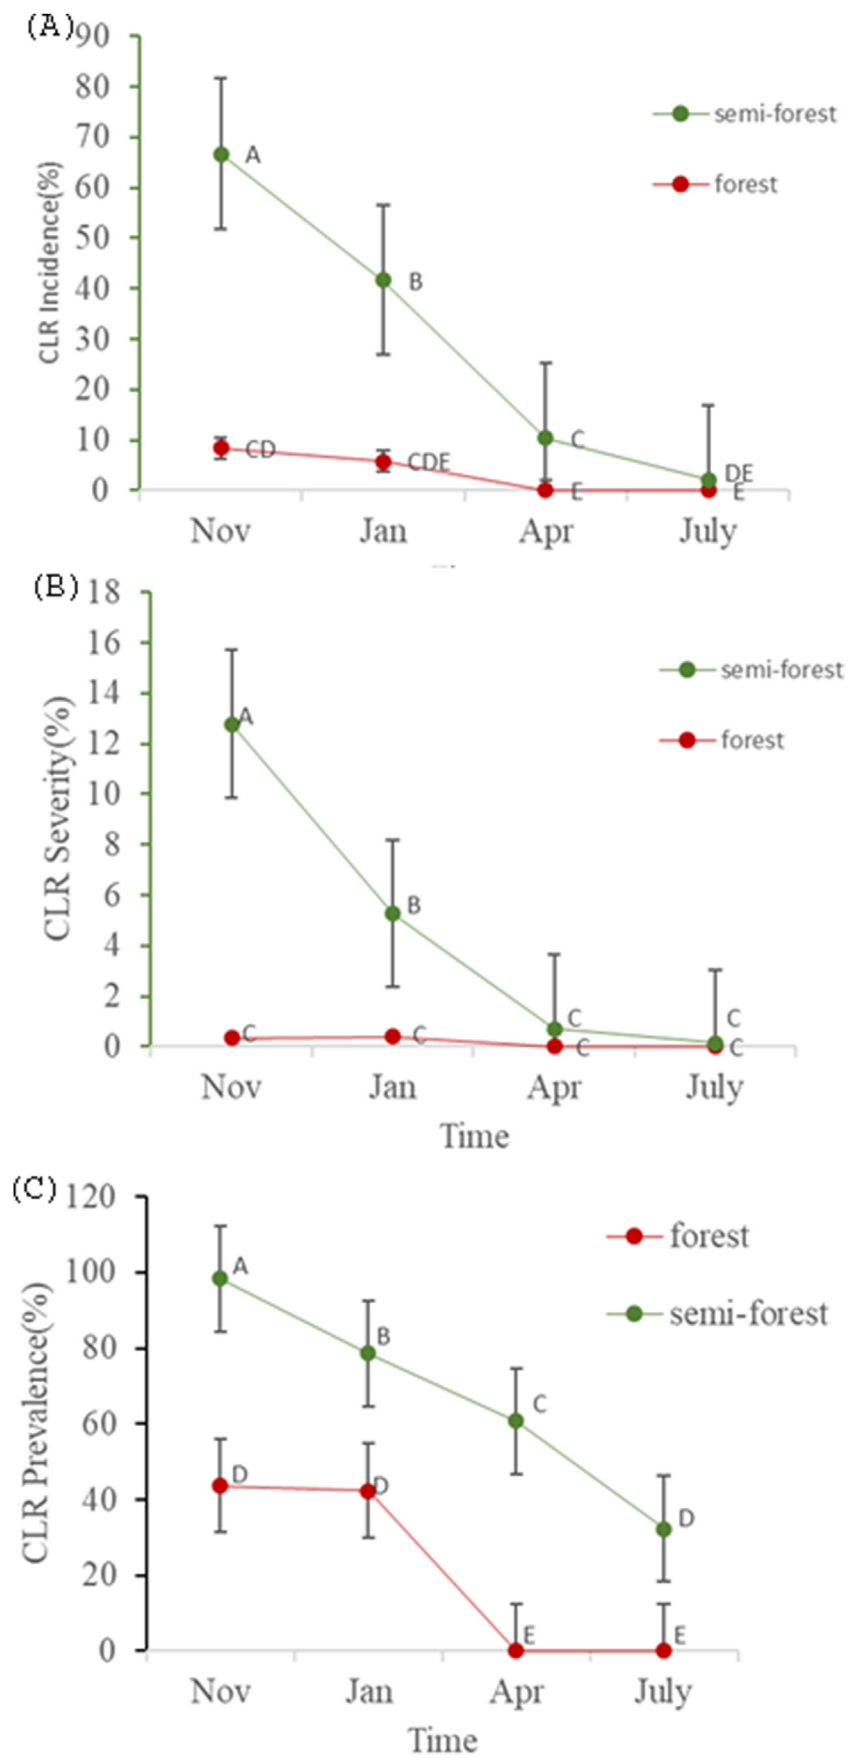 (A)
90
80
70
60
50
40
30
20
10
0
CLR Incidence(%)
semi-forest
forest
A
B
C
DE
CD
CDE
E
E
Nov Jan Apr July
(B)
18
16
14
12
10
8
6
4
2
0
CLR Severity(%)
semi-forest
forest
A
B
C
C
C
C
C
C
Nov Jan Apr July
Time
(C)
120
100
80
60
40
20
0
CLR Prevalence(%)
forest
semi-forest
A
B
C
D
D
D
E
E
Nov Jan Apr July
Time